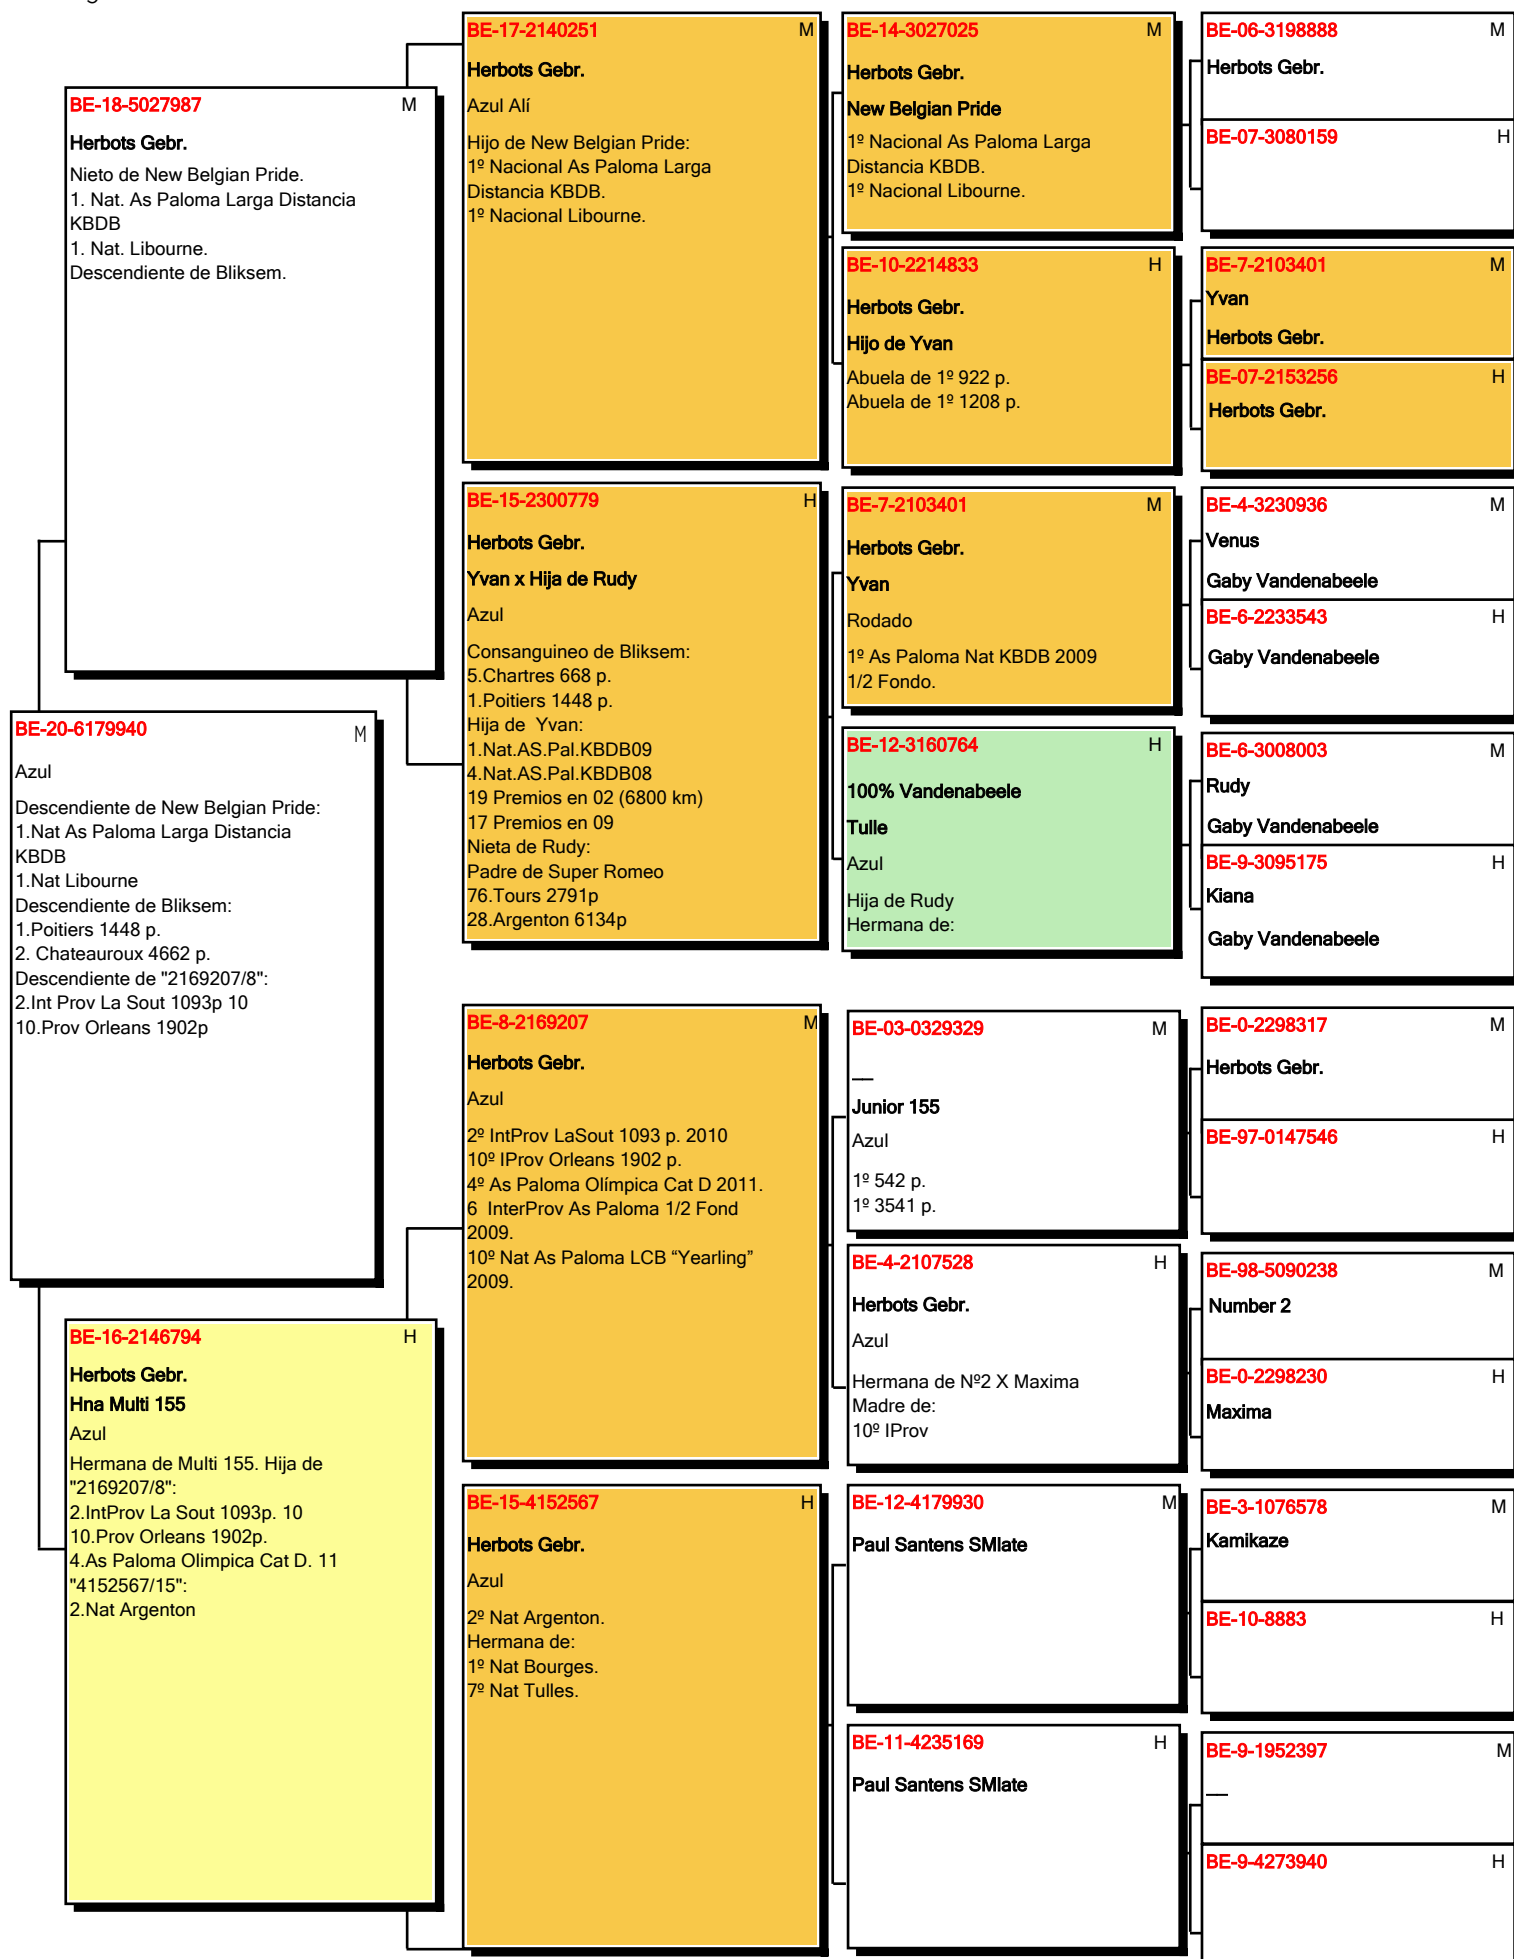 BE-20-6179940 M
Azul
Descendiente de New Belgian Pride:
1.Nat As Paloma Larga Distancia
KBDB
1.Nat Libourne
Descendiente de Bliksem:
1.Poitiers 1448 p.
2. Chateauroux 4662 p.
Descendiente de "2169207/8":
2.Int Prov La Sout 1093p 10
10.Prov Orleans 1902p
BE-18-5027987 M
Herbots Gebr.
Nieto de New Belgian Pride.
1. Nat. As Paloma Larga Distancia
KBDB
1. Nat. Libourne.
Descendiente de Bliksem.
BE-16-2146794 H
Herbots Gebr.
Hna Multi 155
Azul
Hermana de Multi 155. Hija de
"2169207/8":
2.IntProv La Sout 1093p. 10
10.Prov Orleans 1902p.
4.As Paloma Olimpica Cat D. 11
"4152567/15":
2.Nat Argenton
BE-17-2140251 M
Herbots Gebr.
Azul Alí
Hijo de New Belgian Pride:
1º Nacional As Paloma Larga
Distancia KBDB.
1º Nacional Libourne.
BE-15-2300779 H
Herbots Gebr.
Yvan x Hija de Rudy
Azul
Consanguineo de Bliksem:
5.Chartres 668 p.
1.Poitiers 1448 p.
Hija de Yvan:
1.Nat.AS.Pal.KBDB09
4.Nat.AS.Pal.KBDB08
19 Premios en 02 (6800 km)
17 Premios en 09
Nieta de Rudy:
Padre de Super Romeo
76.Tours 2791p
28.Argenton 6134p
BE-8-2169207 M
Herbots Gebr.
Azul
2º IntProv LaSout 1093 p. 2010
10º IProv Orleans 1902 p.
4º As Paloma Olímpica Cat D 2011.
6 InterProv As Paloma 1/2 Fond
2009.
10º Nat As Paloma LCB “Yearling”
2009.
BE-15-4152567 H
Herbots Gebr.
Azul
2º Nat Argenton.
Hermana de:
1º Nat Bourges.
7º Nat Tulles.
BE-14-3027025 M
Herbots Gebr.
New Belgian Pride
1º Nacional As Paloma Larga
Distancia KBDB.
1º Nacional Libourne.
BE-10-2214833 H
Herbots Gebr.
Hijo de Yvan
Abuela de 1º 922 p.
Abuela de 1º 1208 p.
BE-7-2103401 M
Herbots Gebr.
Yvan
Rodado
1º As Paloma Nat KBDB 2009
1/2 Fondo.
BE-12-3160764 H
100% Vandenabeele
Tulle
Azul
Hija de Rudy
Hermana de:
BE-03-0329329 M
__
Junior 155
Azul
1º 542 p.
1º 3541 p.
BE-4-2107528 H
Herbots Gebr.
Azul
Hermana de Nº2 X Maxima
Madre de:
10º IProv
BE-12-4179930 M
Paul Santens SMlate
BE-11-4235169 H
Paul Santens SMlate
BE-06-3198888 M
Herbots Gebr.
BE-07-3080159 H
BE-7-2103401 M
Yvan
Herbots Gebr.
BE-07-2153256 H
Herbots Gebr.
BE-4-3230936 M
Venus
Gaby Vandenabeele
BE-6-2233543 H
Gaby Vandenabeele
BE-6-3008003 M
Rudy
Gaby Vandenabeele
BE-9-3095175 H
Kiana
Gaby Vandenabeele
BE-0-2298317 M
Herbots Gebr.
BE-97-0147546 H
BE-98-5090238 M
Number 2
BE-0-2298230 H
Maxima
BE-3-1076578 M
Kamikaze
BE-10-8883 H
BE-9-1952397 M
__
BE-9-4273940 H